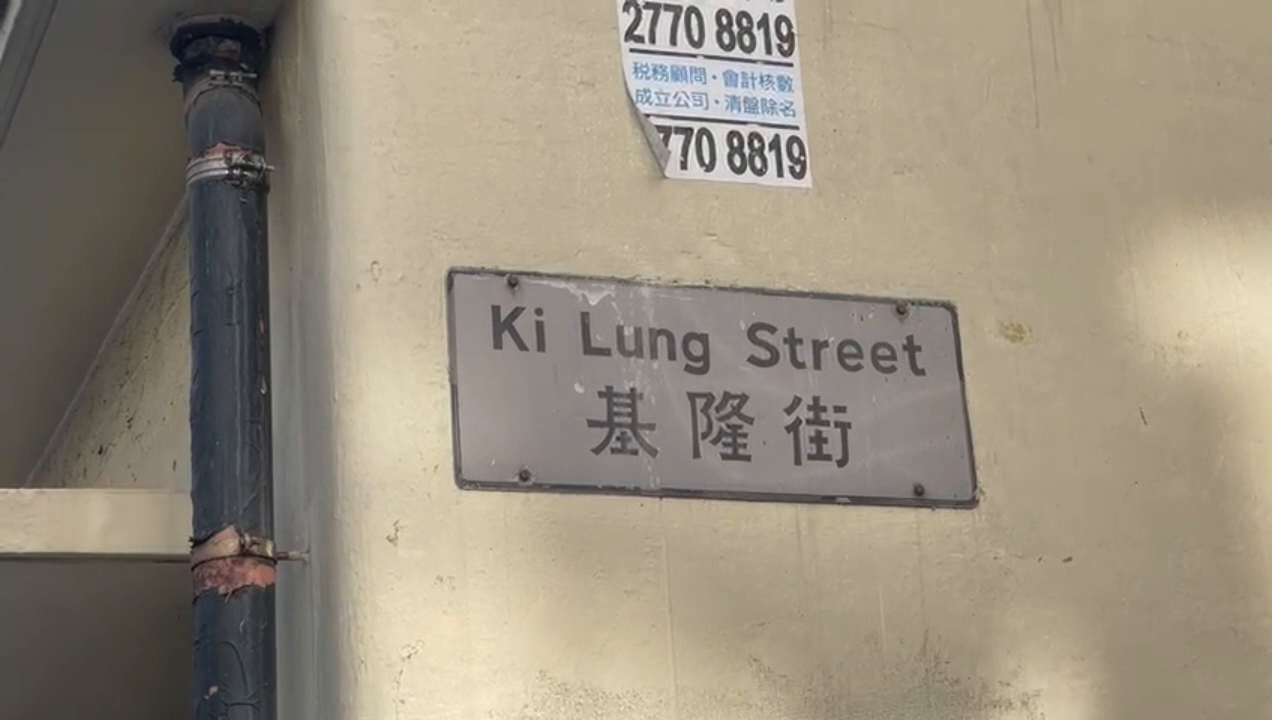 2770 8819
税務顧問・會計核數
成立公司・清盤除名
770 8819
Ki Lung Street
基隆街